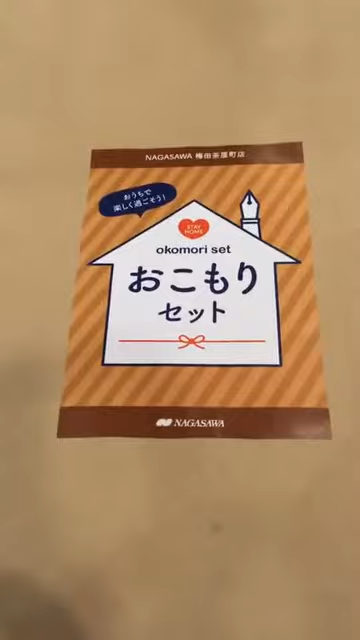 NAGASAWA 梅田茶屋町店
おうちで
楽しく過ごそう!
STAY
HOME
okomori set
おこもり
セット
NAGASAWA